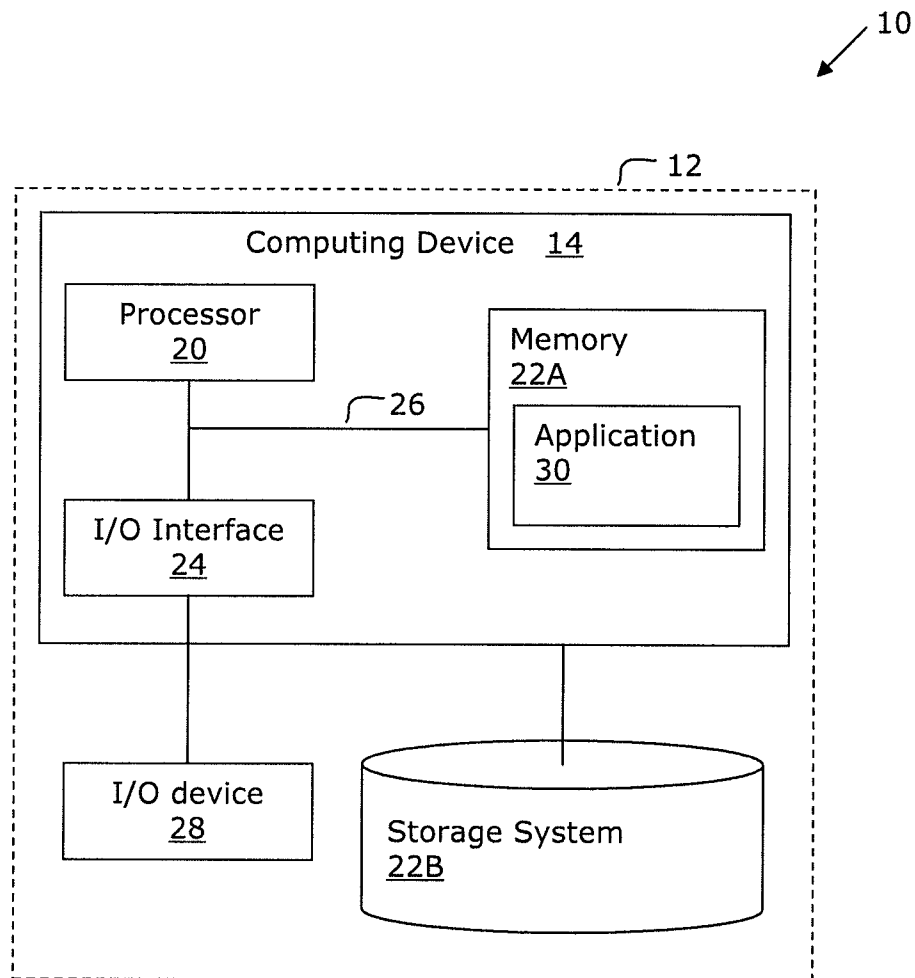 10
12
Computing Device 14
Processor
20
Memory
22A
26
Application
30
I/O Interface
24
I/O device
28
Storage System
22B